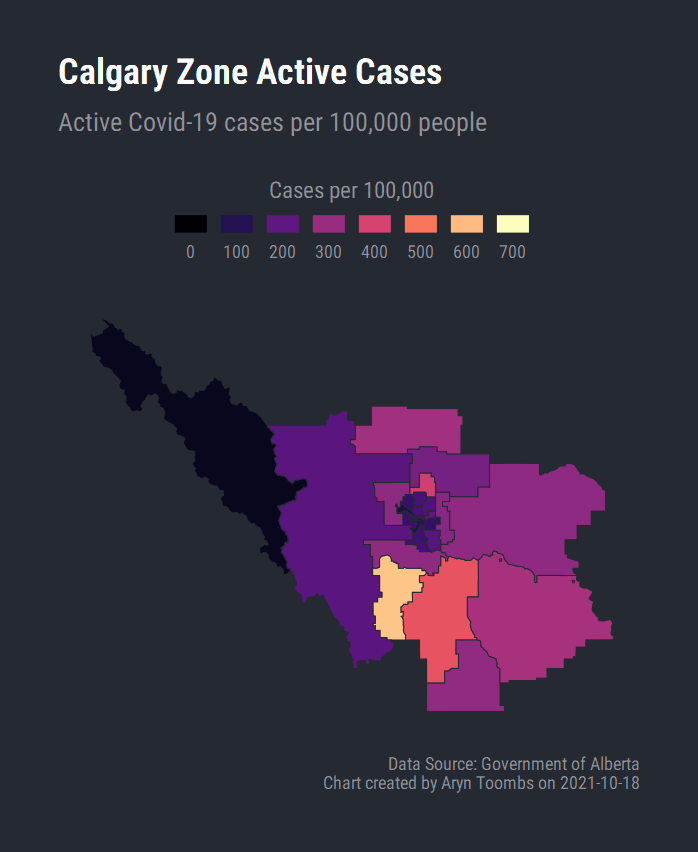 Calgary Zone Active Cases
Active Covid-19 cases per 100,000 people
Cases per 100,000
0 100 200 300 400 500 600 700
Data Source: Government of Alberta
Chart created by Aryn Toombs on 2021-10-18